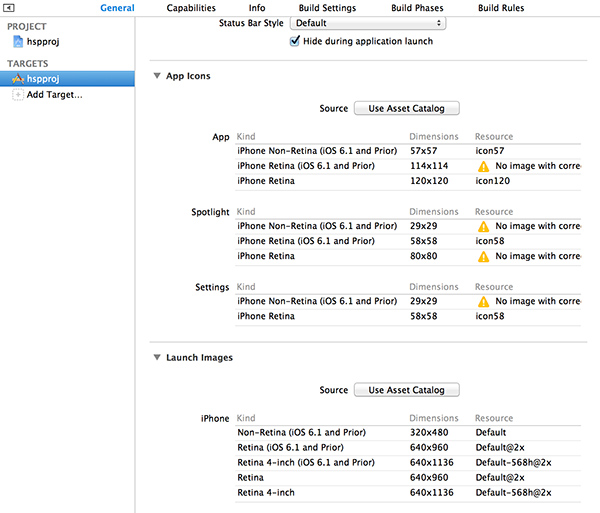 General Capabilities Info Build Settings Build Phases Build Rules
PROJECT
hspproj
TARGETS
hspproj
Add Target...
Status Bar Style Default
Hide during application launch
App Icons
Source Use Asset Catalog
App Kind Dimensions Resource
iPhone Non-Retina (iOS 6.1 and Prior) 57x57 icon57
iPhone Retina (iOS 6.1 and Prior) 114x114 No image with corre
iPhone Retina 120x120 icon120
Spotlight Kind Dimensions Resource
iPhone Non-Retina (iOS 6.1 and Prior) 29x29 No image with corre
iPhone Retina (iOS 6.1 and Prior) 58x58 icon58
iPhone Retina 80x80 No image with corre
Settings Kind Dimensions Resource
iPhone Non-Retina (iOS 6.1 and Prior) 29x29 No image with corre
iPhone Retina 58x58 icon58
Launch Images
Source Use Asset Catalog
iPhone Kind Dimensions Resource
Non-Retina (iOS 6.1 and Prior) 320x480 Default
Retina (iOS 6.1 and Prior) 640x960 Default@2x
Retina 4-inch (iOS 6.1 and Prior) 640x1136 Default-568h@2x
Retina 640x960 Default@2x
Retina 4-inch 640x1136 Default-568h@2x